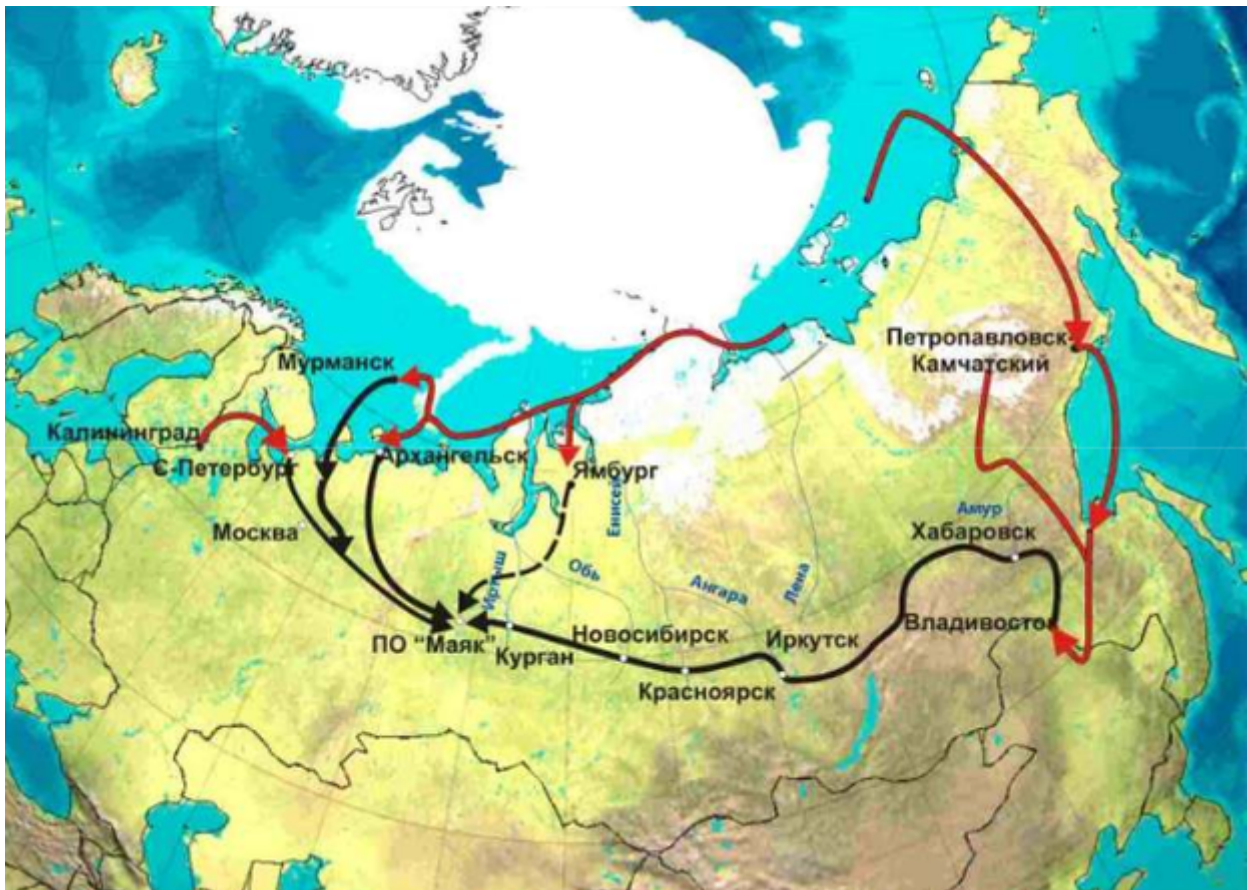 Петропавловск-
Камчатский
Мурманск
Калининград
С-Петербург
Архангельск
Ямбург
Енисей
Москва
Амур
Хабаровск
Иртыш
Обь
Ангара
Лена
ПО "Маяк"
Курган
Новосибирск
Иркутск
Владивосток
Красноярск